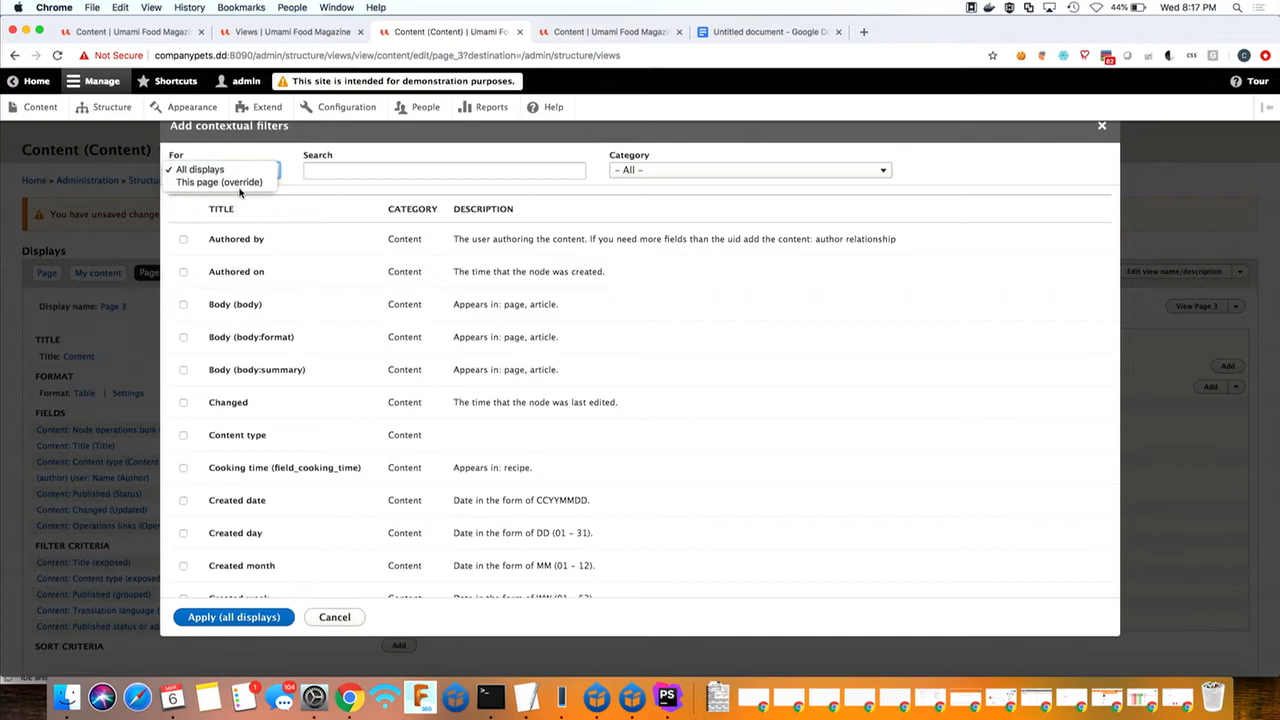 Chrome File Edit View History Bookmarks People Window Help 44% Wed 8:17 PM
Content | Umami Food Magazin Views | Umami Food Magazine Content (Content) | Umami Foo Content | Umami Food Magazin Untitled document - Google Do
Not Secure companypets.dd:8090/admin/structure/views/view/content/edit/page_3?destination=/admin/structure/views
Home Manage Shortcuts admin This site is intended for demonstration purposes. Tour
Content Structure Appearance Extend Configuration People Reports Help
Add contextual filters
Content (Content)
For Search Category
All displays
This page (override)
- All -
Home » Administration » Structu
You have unsaved change
TITLE CATEGORY DESCRIPTION
Authored by Content The user authoring the content. If you need more fields than the uid add the content: author relationship
Displays
Page My content Page
Edit view name/description
Authored on Content The time that the node was created.
Display name: Page 3
View Page 3
Body (body) Content Appears in: page, article.
TITLE
Body (body:format) Content Appears in: page, article.
Title: Content
Add
Body (body:summary) Content Appears in: page, article.
FORMAT
Add
Format: Table Settings
Changed Content The time that the node was last edited.
FIELDS
Content: Node operations bulk
Content type Content
Content: Title (Title)
Content: Content type (Content
Cooking time (field_cooking_time) Content Appears in: recipe.
(author) User: Name (Author)
Content: Published (Status)
Created date Content Date in the form of CCYYMMDD.
Content: Changed (Updated)
Content: Operations links (Oper
Created day Content Date in the form of DD (01 - 31).
FILTER CRITERIA
Content: Title (exposed)
Created month Content Date in the form of MM (01 - 12).
Content: Content type (exposed
Content: Published (grouped)
Created week Content Date in the form of WW (01 - 53).
Content: Translation language (
Apply (all displays) Cancel
Content: Published status or ad
SORT CRITERIA
Add